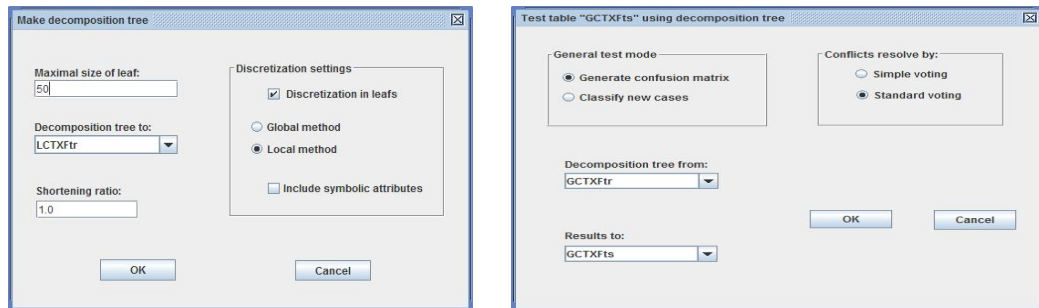 Make decomposition tree
Maximal size of leaf:
50
Decomposition tree to:
LCTXFtr
Shortening ratio:
1.0
Discretization settings
Discretization in leafs
Global method
Local method
Include symbolic attributes
OK
Cancel
Test table "GCTXFts" using decomposition tree
General test mode
Generate confusion matrix
Classify new cases
Conflicts resolve by:
Simple voting
Standard voting
Decomposition tree from:
GCTXFtr
Results to:
GCTXFts
OK
Cancel